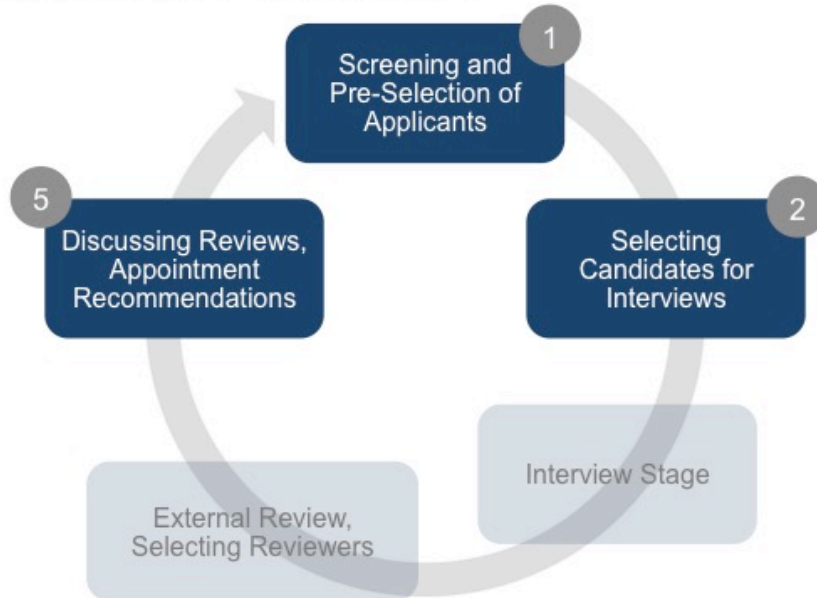 1
Screening and
Pre-Selection of
Applicants
2
Selecting
Candidates for
Interviews
Interview Stage
External Review,
Selecting Reviewers
5
Discussing Reviews,
Appointment
Recommendations